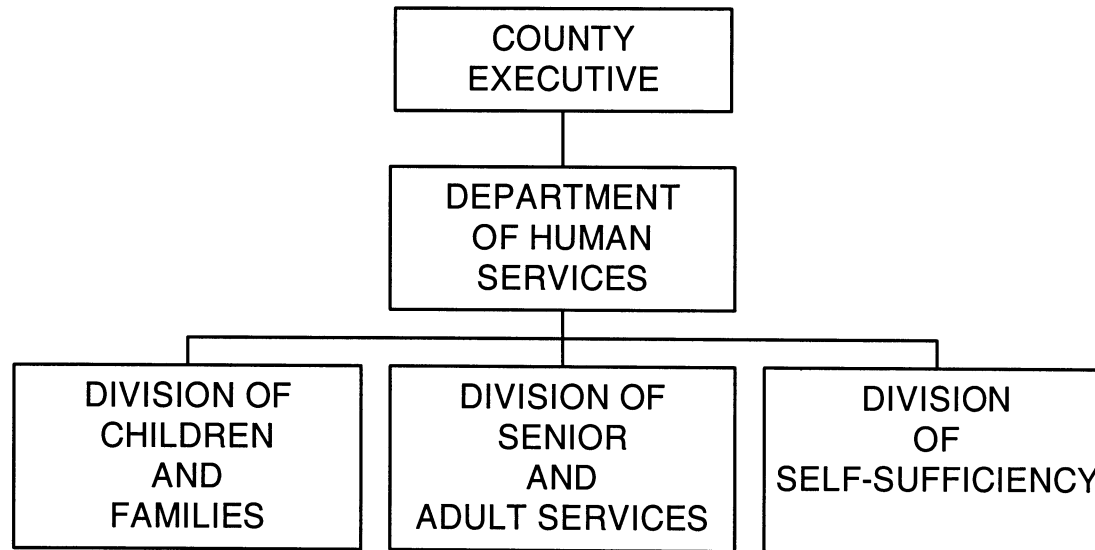 COUNTY
EXECUTIVE
DEPARTMENT
OF HUMAN
SERVICES
DIVISION OF
CHILDREN
AND
FAMILIES
DIVISION OF
SENIOR
AND
ADULT SERVICES
DIVISION
OF
SELF-SUFFICIENCY